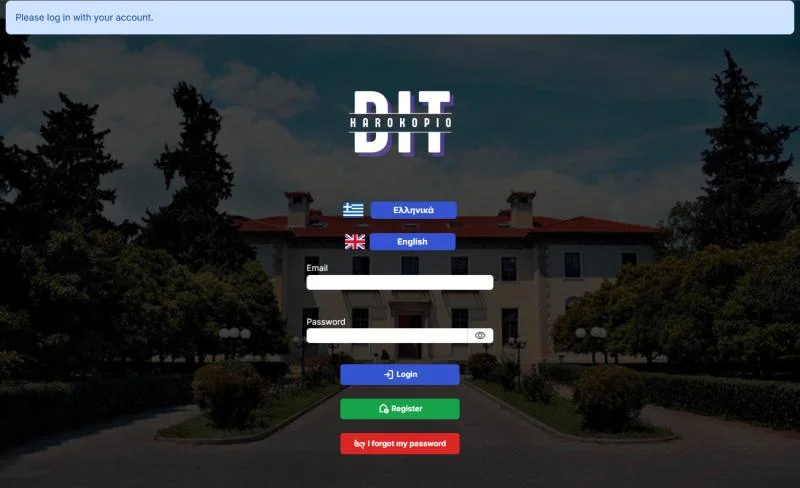 Please log in with your account.
DIT
HAROKOPIO
Ελληνικά
English
Email
Password
Login
Register
I forgot my password